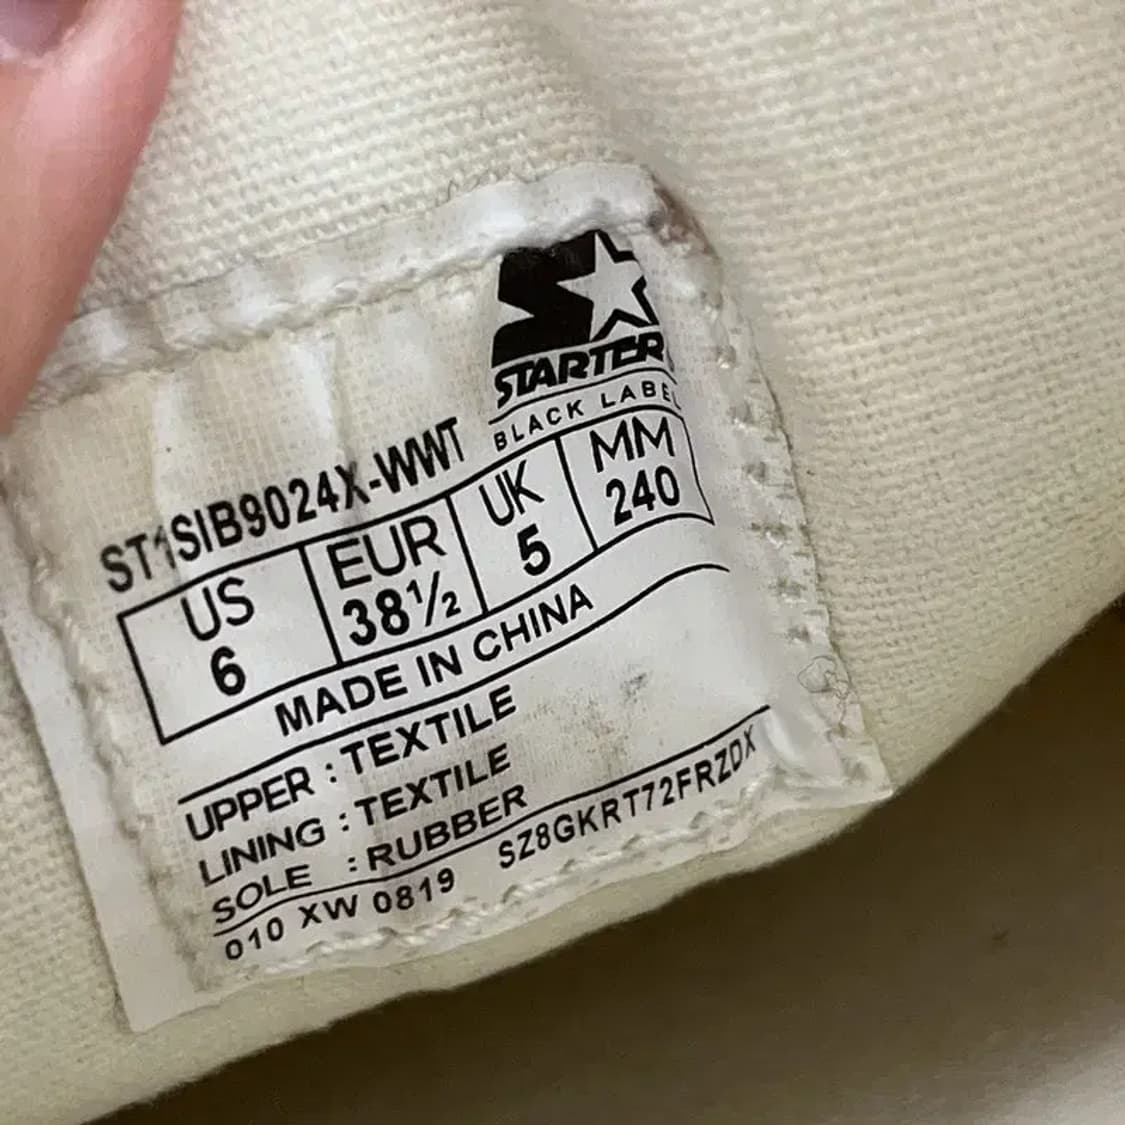 STARTER
BLACK LABEL
ST1SIB9024X-WWT
US EUR UK MM
6 38½ 5 240
MADE IN CHINA
UPPER : TEXTILE
LINING : TEXTILE
SOLE : RUBBER
010 XW 0819 SZ8GKRT72FRZDX